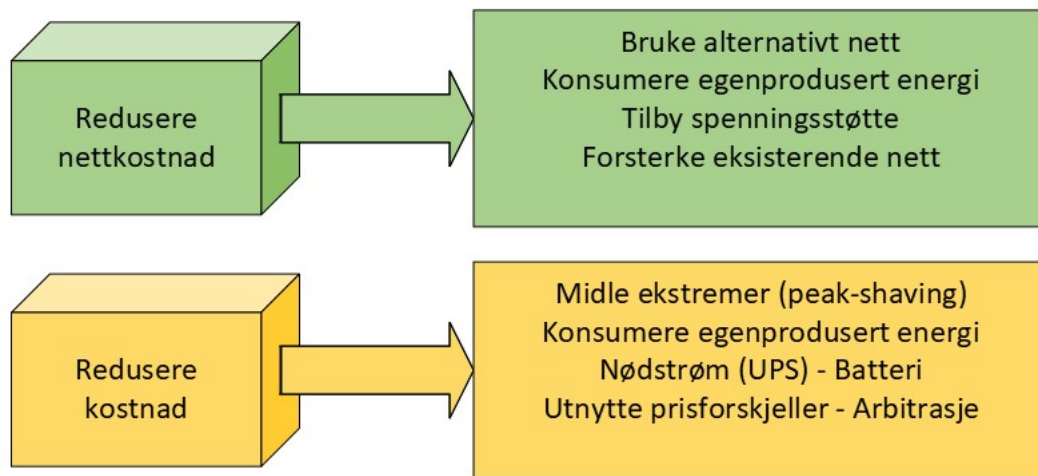 Redusere
nettkostnad
Bruke alternativt nett
Konsumere egenprodusert energi
Tilby spenningsstøtte
Forsterke eksisterende nett
Redusere
kostnad
Midle ekstremer (peak-shaving)
Konsumere egenprodusert energi
Nødstrøm (UPS) - Batteri
Utnytte prisforskjeller - Arbitrasje